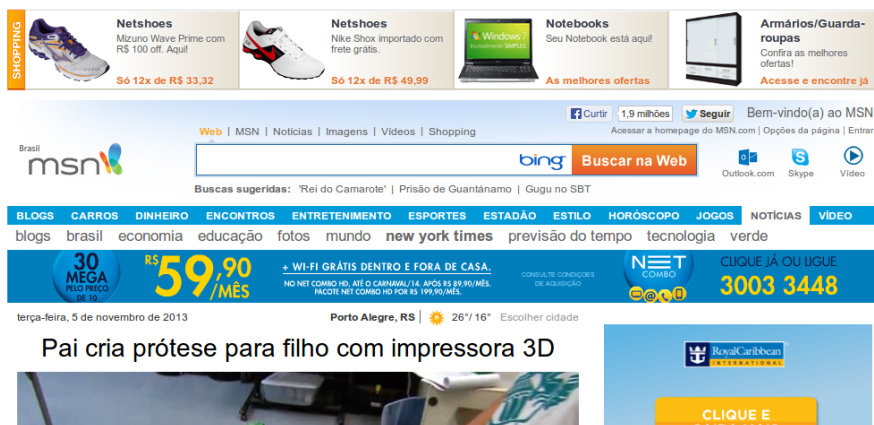 SHOPPING
Netshoes
Mizuno Wave Prime com
R$ 100 off. Aqui!
Só 12x de R$ 33,32
Netshoes
Nike Shox importado com
frete grátis.
Só 12x de R$ 49,99
Windows 7
Notebooks
Seu Notebook está aqui!
As melhores ofertas
Armários/Guarda-
roupas
Confira as melhores
ofertas!
Acesse e encontre já
Curtir 1,9 milhões Seguir Bem-vindo(a) ao MSN
Acessar a homepage do MSN.com | Opções da página | Entrar
Brasil
msn
Web | MSN | Notícias | Imagens | Vídeos | Shopping
bing Buscar na Web
Outlook.com Skype Vídeo
Buscas sugeridas: 'Rei do Camarote' | Prisão de Guantánamo | Gugu no SBT
BLOGS CARROS DINHEIRO ENCONTROS ENTRETENIMENTO ESPORTES ESTADÃO ESTILO HORÓSCOPO JOGOS NOTÍCIAS VÍDEO
blogs brasil economia educação fotos mundo new york times previsão do tempo tecnologia verde
30
MEGA
PELO PREÇO
DE 10
R$ 59,90
/MÊS
+ WI-FI GRÁTIS DENTRO E FORA DE CASA.
NO NET COMBO HD, ATÉ O CARNAVAL/14. APÓS R$ 89,90/MÊS.
PACOTE NET COMBO HD POR R$ 199,90/MÊS.
CONSULTE CONDIÇÕES
DE AQUISIÇÃO
NET
COMBO
CLIQUE JÁ OU LIGUE
3003 3448
terça-feira, 5 de novembro de 2013
Porto Alegre, RS | 26°/ 16° Escolher cidade
Pai cria prótese para filho com impressora 3D
RoyalCaribbean
INTERNATIONAL
CLIQUE E